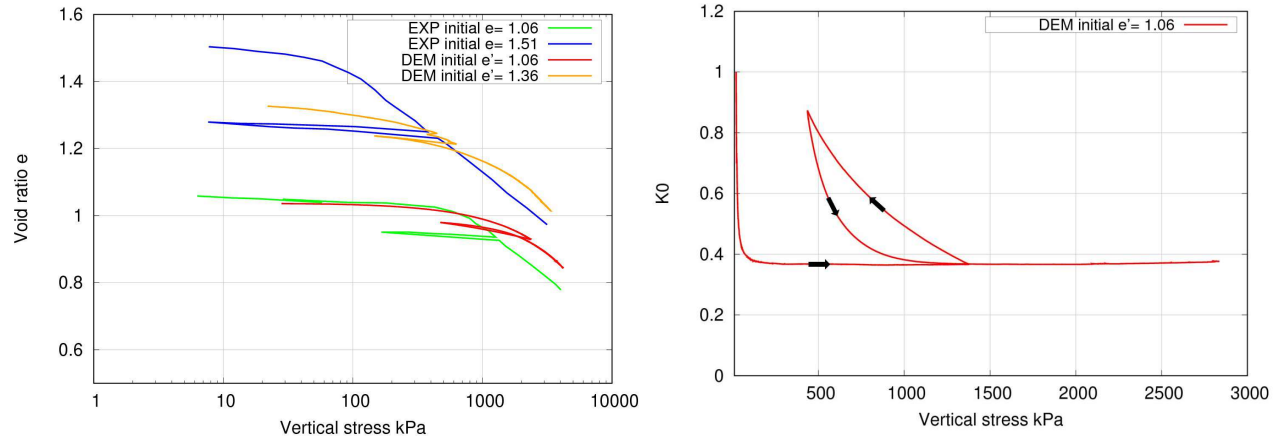 1.6
1.4
1.2
1
0.8
0.6
Void ratio e
EXP initial e= 1.06
EXP initial e= 1.51
DEM initial e'= 1.06
DEM initial e'= 1.36
1 10 100 1000 10000
Vertical stress kPa
1.2
1
0.8
0.6
0.4
0.2
0
K0
DEM initial e'= 1.06
500 1000 1500 2000 2500 3000
Vertical stress kPa